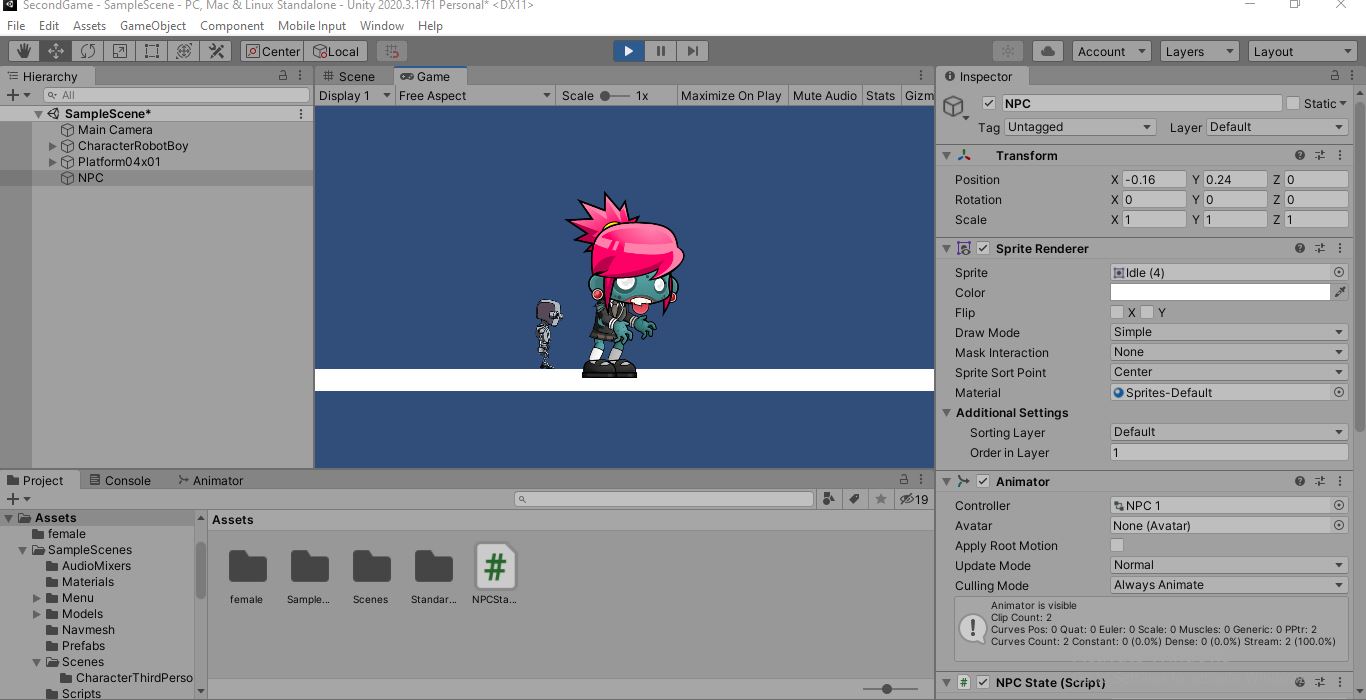 SecondGame - SampleScene - PC, Mac & Linux Standalone - Unity 2020.3.17f1 Personal* <DX11>
File Edit Assets GameObject Component Mobile Input Window Help
Center Local Account Layers Layout
Hierarchy
All
SampleScene*
Main Camera
CharacterRobotBoy
Platform04x01
NPC
Scene Game
Display 1 Free Aspect Scale 1x Maximize On Play Mute Audio Stats Gizm
Inspector
NPC Static
Tag Untagged Layer Default
Transform
Position X -0.16 Y 0.24 Z 0
Rotation X 0 Y 0 Z 0
Scale X 1 Y 1 Z 1
Sprite Renderer
Sprite Idle (4)
Color
Flip X Y
Draw Mode Simple
Mask Interaction None
Sprite Sort Point Center
Material Sprites-Default
Additional Settings
Sorting Layer Default
Order in Layer 1
Animator
Controller NPC 1
Avatar None (Avatar)
Apply Root Motion
Update Mode Normal
Culling Mode Always Animate
Animator is visible
Clip Count: 2
Curves Pos: 0 Quat: 0 Euler: 0 Scale: 0 Muscles: 0 Generic: 0 PPtr: 2
Curves Count: 2 Constant: 0 (0.0%) Dense: 0 (0.0%) Stream: 2 (100.0%)
# NPC State (Script)
Project Console Animator
19
Assets
female
SampleScenes
AudioMixers
Materials
Menu
Models
Navmesh
Prefabs
Scenes
CharacterThirdPerso
Scripts
Assets
#
female Sample... Scenes Standar... NPCSta...